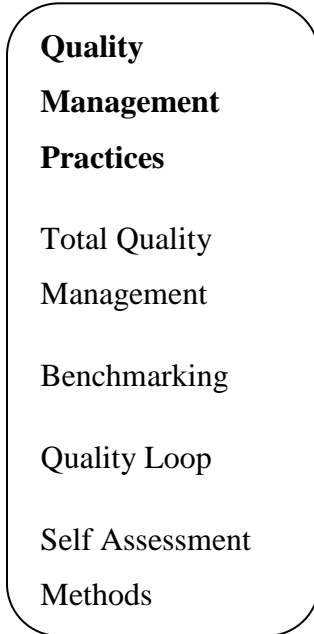 Quality
Management
Practices
Total Quality
Management
Benchmarking
Quality Loop
Self Assessment
Methods